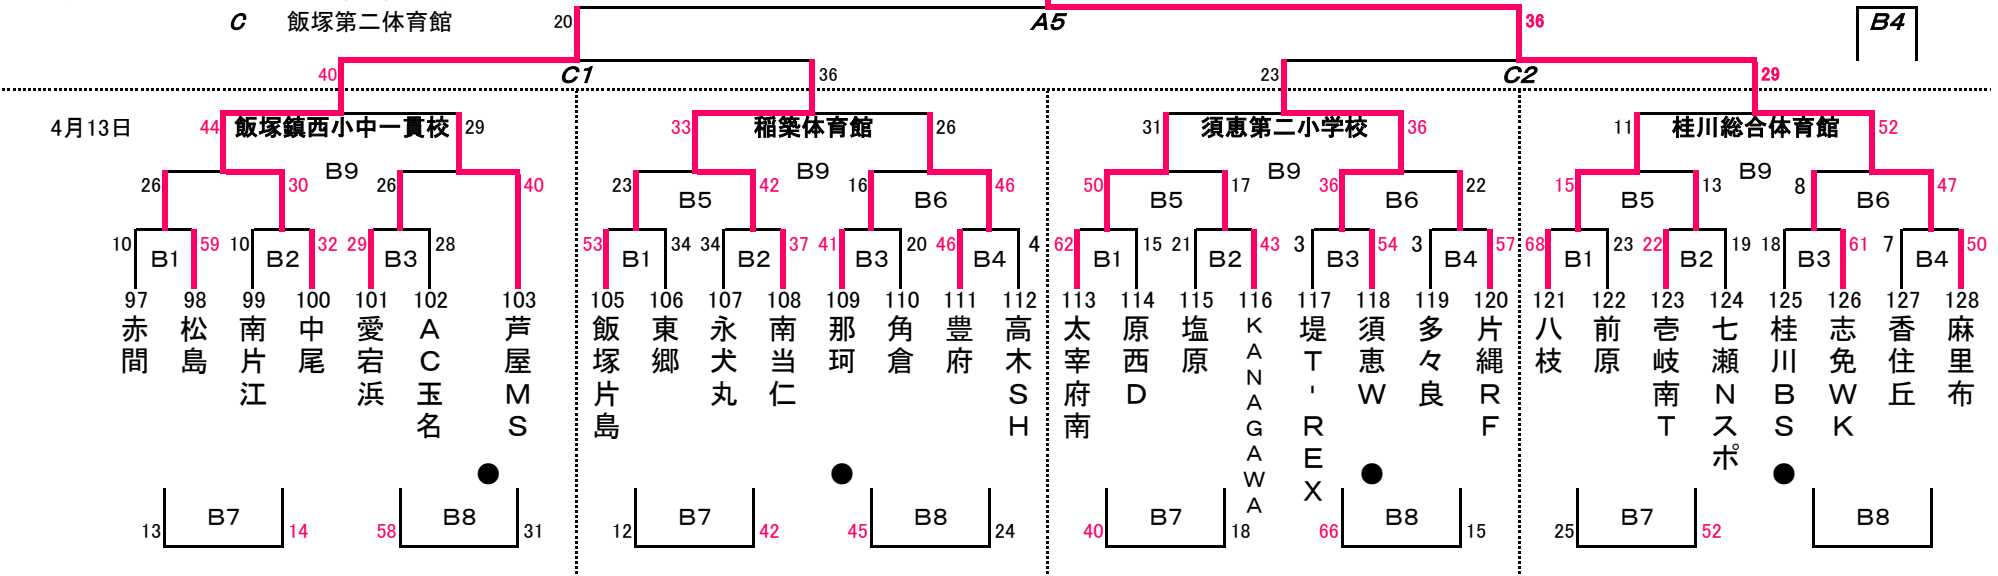 C 飯塚第二体育館 20 A5 36 B4
40 C1 36 23 C2 29
4月13日 44 飯塚鎮西小中一貫校 29 33 稲築体育館 26 31 須恵第二小学校 36 11 桂川総合体育館 52
B9 B9 B9 B9
26 30 26 40 23 42 16 46 50 17 36 22 15 13 8 47
B5 B6 B5 B6 B5 B6
10 59 10 32 29 28 53 34 34 37 41 20 46 4 62 15 21 43 3 54 3 57 68 23 22 19 18 61 7 50
B1 B2 B3 B1 B2 B3 B4 B1 B2 B3 B4 B1 B2 B3 B4
97 98 99 100 101 102 103 105 106 107 108 109 110 111 112 113 114 115 116 117 118 119 120 121 122 123 124 125 126 127 128
赤間
松島
南片江
中尾
愛宕浜
AC玉名
芦屋MS
飯塚片島
東郷
永犬丸
南当仁
那珂
角倉
豊府
高木SH
太宰府南
原西D
塩原
KANAGAWA
堤T-REX
須恵W
多々良
片縄RF
八枝
前原
壱岐南T
七瀬Nスポ
桂川BS
志免WK
香住丘
麻里布
● ● ● ●
13 B7 14 58 B8 31 12 B7 42 45 B8 24 40 B7 18 66 B8 15 25 B7 52 B8